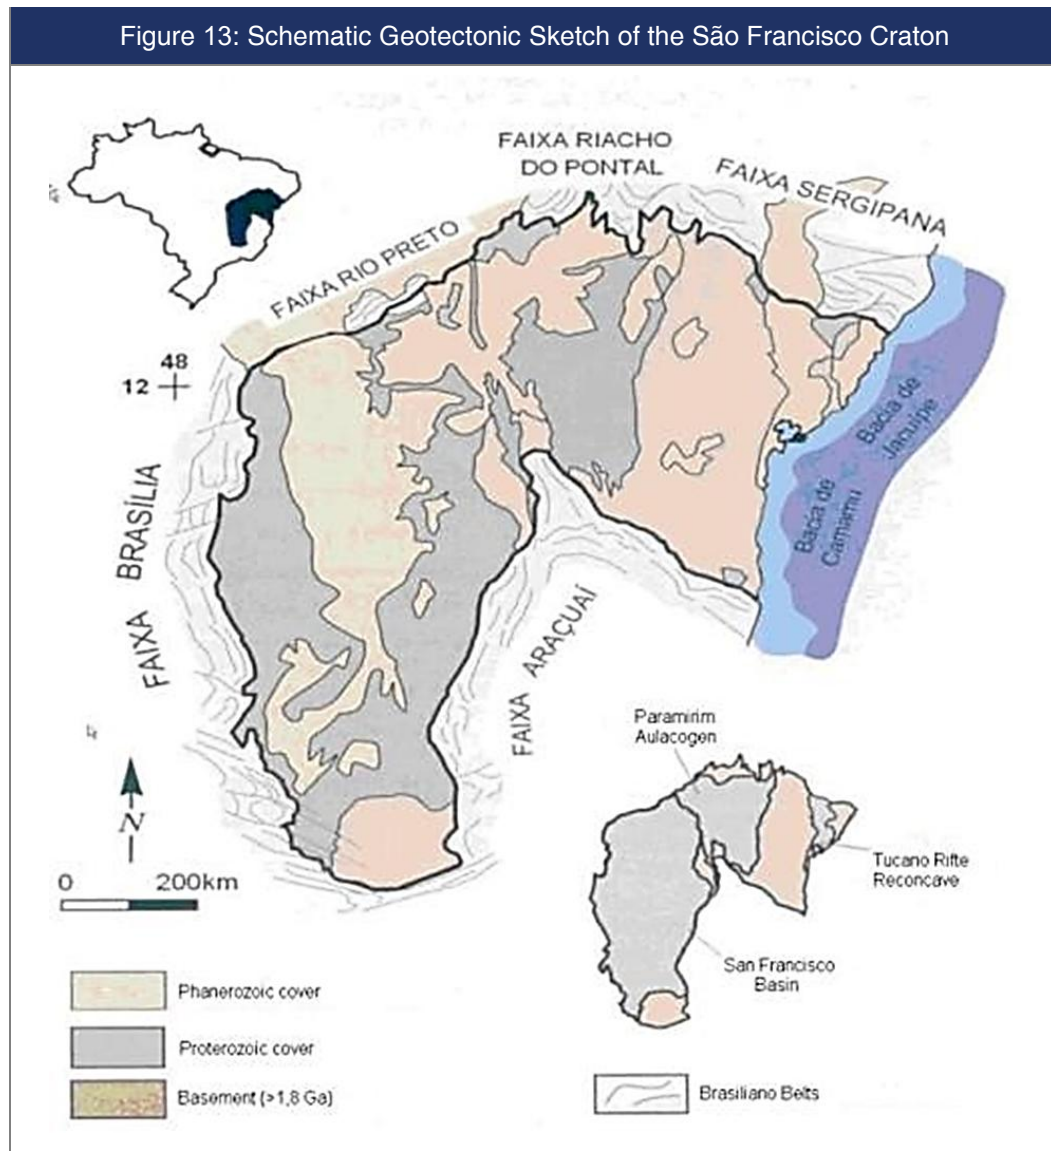 Figure 13: Schematic Geotectonic Sketch of the São Francisco Craton
FAIXA RIACHO
DO PONTAL
FAIXA SERGIPANA
FAIXA RIO PRETO
48
12
FAIXA BRASÍLIA
Bacia de
Jacuipe
Bacia de
Camamu
FAIXA ARAÇUAÍ
N
0 200km
Paramirim
Aulacogen
Tucano Rifte
Reconcave
San Francisco
Basin
Phanerozoic cover
Proterozoic cover
Basement (>1,8 Ga)
Brasiliano Belts